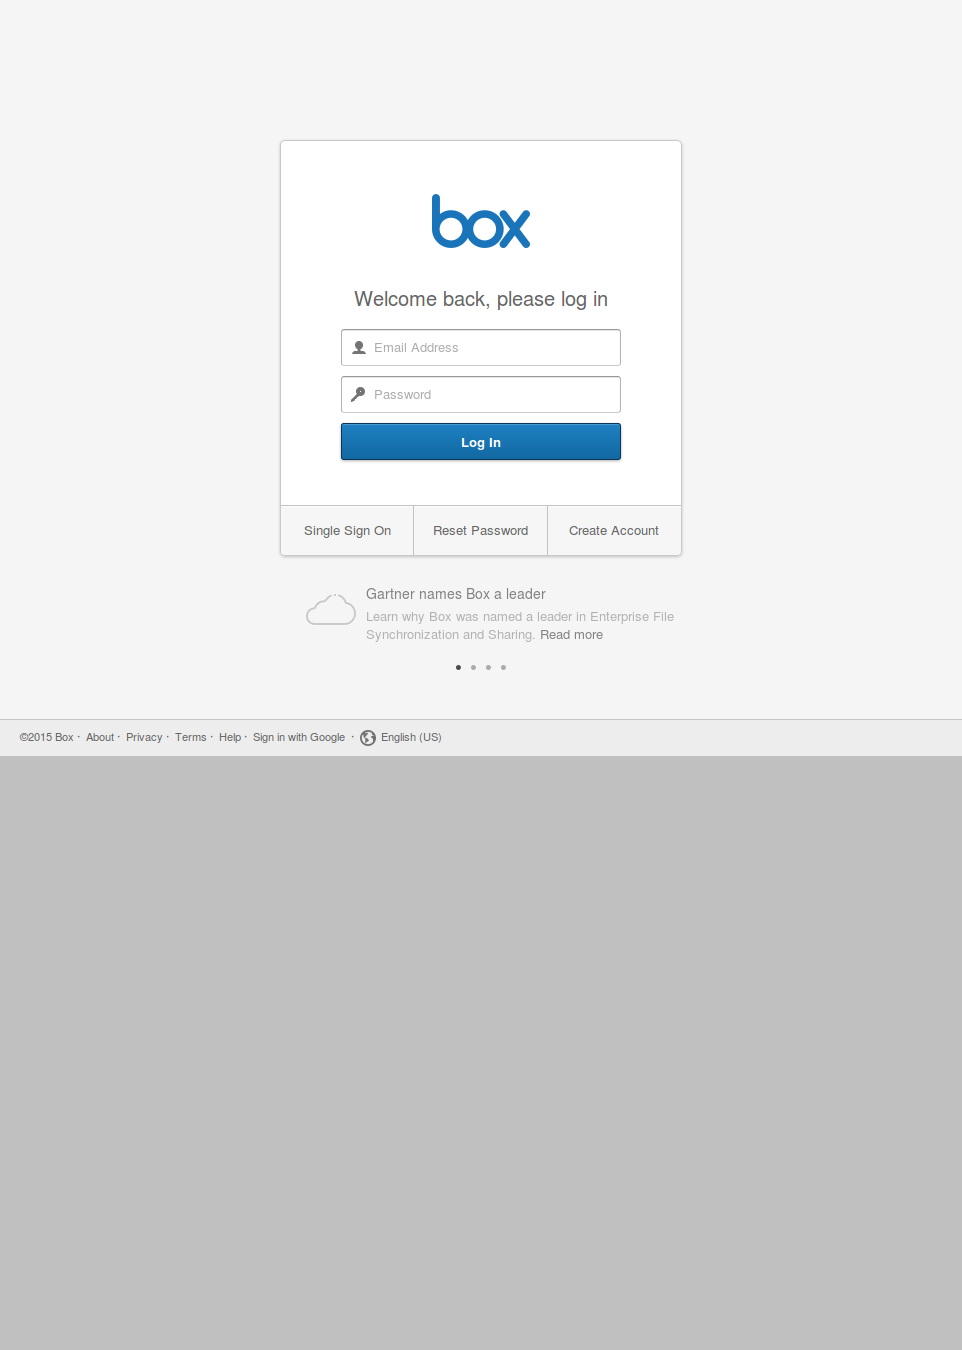 box
Welcome back, please log in
Email Address
Password
Log In
Single Sign On Reset Password Create Account
Gartner names Box a leader
Learn why Box was named a leader in Enterprise File
Synchronization and Sharing. Read more
©2015 Box · About · Privacy · Terms · Help · Sign in with Google · English (US)